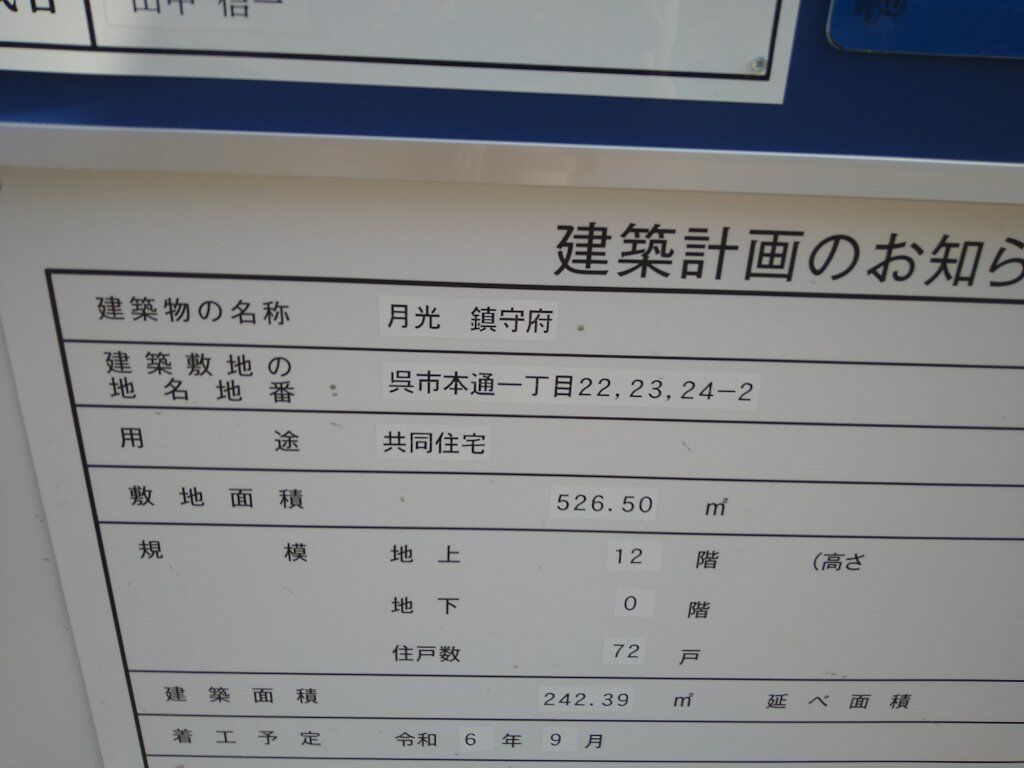 田中 信一
建築計画のお知ら
建築物の名称 月光 鎮守府
建築敷地の地名地番 呉市本通一丁目22,23,24-2
用途 共同住宅
敷地面積 526.50 ㎡
規模 地上 12 階 (高さ
地下 0 階
住戸数 72 戸
建築面積 242.39 ㎡ 延べ面積
着工予定 令和 6 年 9 月